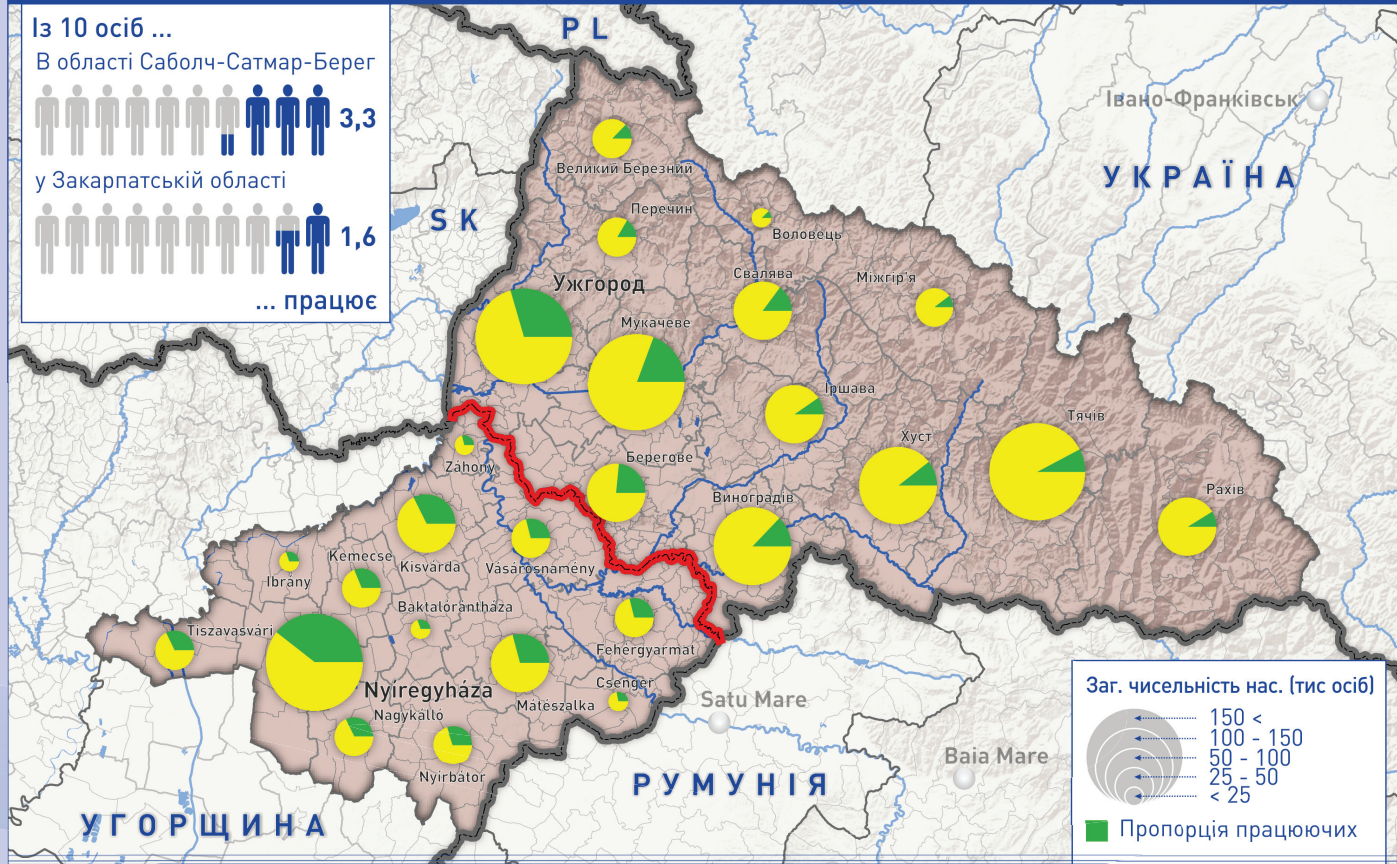 Із 10 осіб ...
В області Саболч-Сатмар-Берег
3,3
у Закарпатській області
1,6
... працює
PL
Івано-Франківськ
УКРАЇНА
SK
Великий Березний
Перечин
Воловець
Ужгород
Свалява
Міжгір'я
Мукачеве
Іршава
Тячів
Хуст
Záhony
Берегове
Виноградів
Рахів
Kemecse
Ibrány
Kisvárda
Vásárosnamény
Baktalórántháza
Tiszavasvári
Fehérgyarmat
Nyíregyháza
Csenger
Nagykálló
Mátészalka
Satu Mare
Nyírbátor
Baia Mare
РУМУНІЯ
УГОРЩИНА
Заг. чисельність нас. (тис осіб)
150 <
100 - 150
50 - 100
25 - 50
< 25
Пропорція працюючих